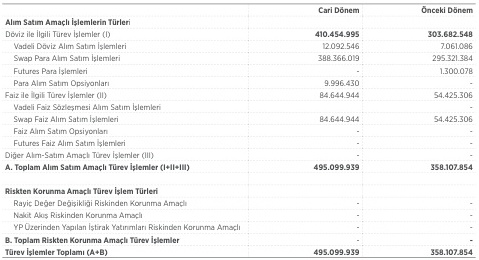 Cari Dönem Önceki Dönem
Alım Satım Amaçlı İşlemlerin Türleri
Döviz ile İlgili Türev İşlemler (I) 410.454.995 303.682.548
Vadeli Döviz Alım Satım İşlemleri 12.092.546 7.061.086
Swap Para Alım Satım İşlemleri 388.366.019 295.321.384
Futures Para İşlemleri - 1.300.078
Para Alım Satım Opsiyonları 9.996.430 -
Faiz ile İlgili Türev İşlemler (II) 84.644.944 54.425.306
Vadeli Faiz Sözleşmesi Alım Satım İşlemleri - -
Swap Faiz Alım Satım İşlemleri 84.644.944 54.425.306
Faiz Alım Satım Opsiyonları - -
Futures Faiz Alım Satım İşlemleri - -
Diğer Alım-Satım Amaçlı Türev İşlemler (III) - -
A. Toplam Alım Satım Amaçlı Türev İşlemler (I+II+III) 495.099.939 358.107.854
Riskten Korunma Amaçlı Türev İşlem Türleri
Rayiç Değer Değişikliği Riskinden Korunma Amaçlı - -
Nakit Akış Riskinden Korunma Amaçlı - -
YP Üzerinden Yapılan İştirak Yatırımları Riskinden Korunma Amaçlı - -
B. Toplam Riskten Korunma Amaçlı Türev İşlemler - -
Türev İşlemler Toplamı (A+B) 495.099.939 358.107.854